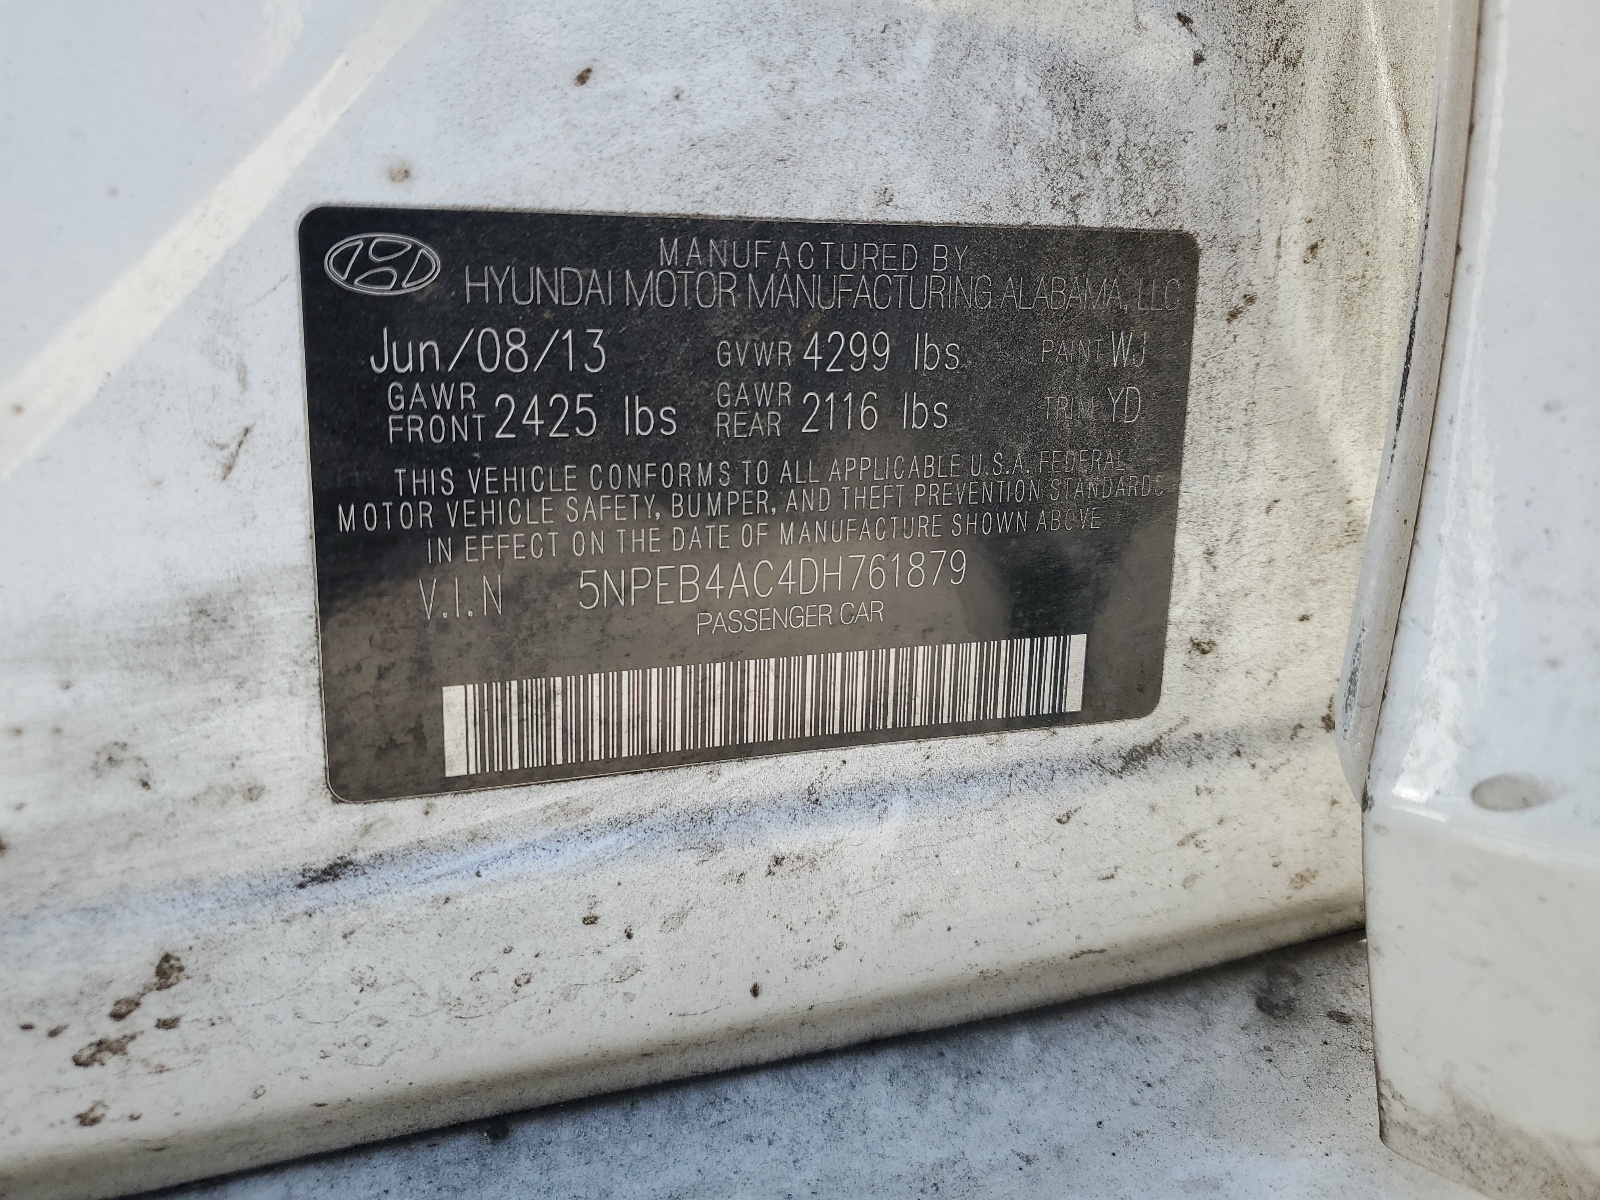 MANUFACTURED BY
HYUNDAI MOTOR MANUFACTURING ALABAMA, LLC
Jun/08/13 GVWR 4299 lbs PAINT WJ
GAWR FRONT 2425 lbs GAWR REAR 2116 lbs TRIM YD
THIS VEHICLE CONFORMS TO ALL APPLICABLE U.S.A. FEDERAL
MOTOR VEHICLE SAFETY, BUMPER, AND THEFT PREVENTION STANDARDS
IN EFFECT ON THE DATE OF MANUFACTURE SHOWN ABOVE
V.I.N 5NPEB4AC4DH761879
PASSENGER CAR